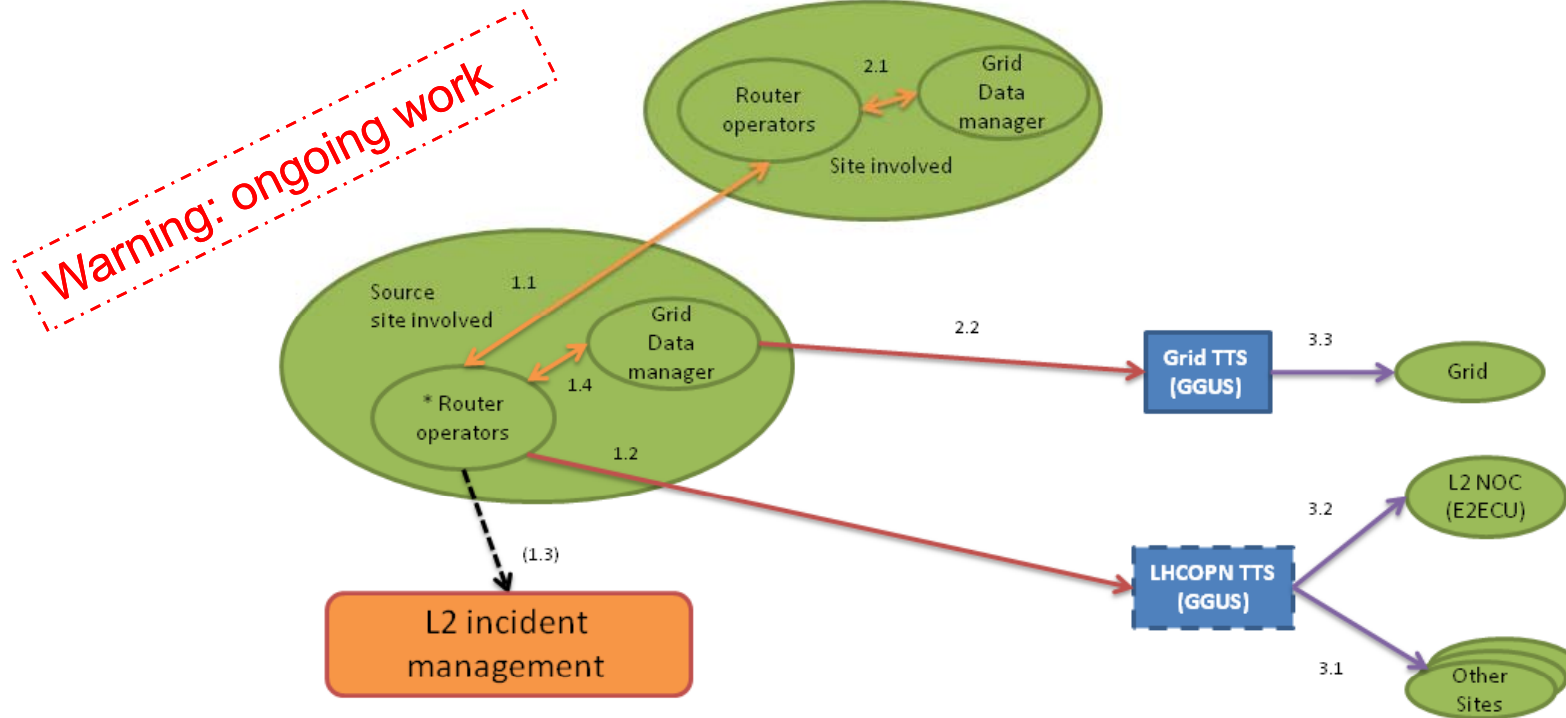 Warning: ongoing work
2.1
Router
operators
Grid
Data
manager
Site involved
1.1
Source
site involved
Grid
Data
manager
1.4
* Router
operators
1.2
(1.3)
L2 incident
management
2.2
Grid TTS
(GGUS)
3.3
Grid
LHCOPN TTS
(GGUS)
3.2
L2 NOC
(E2ECU)
3.1
Other
Sites